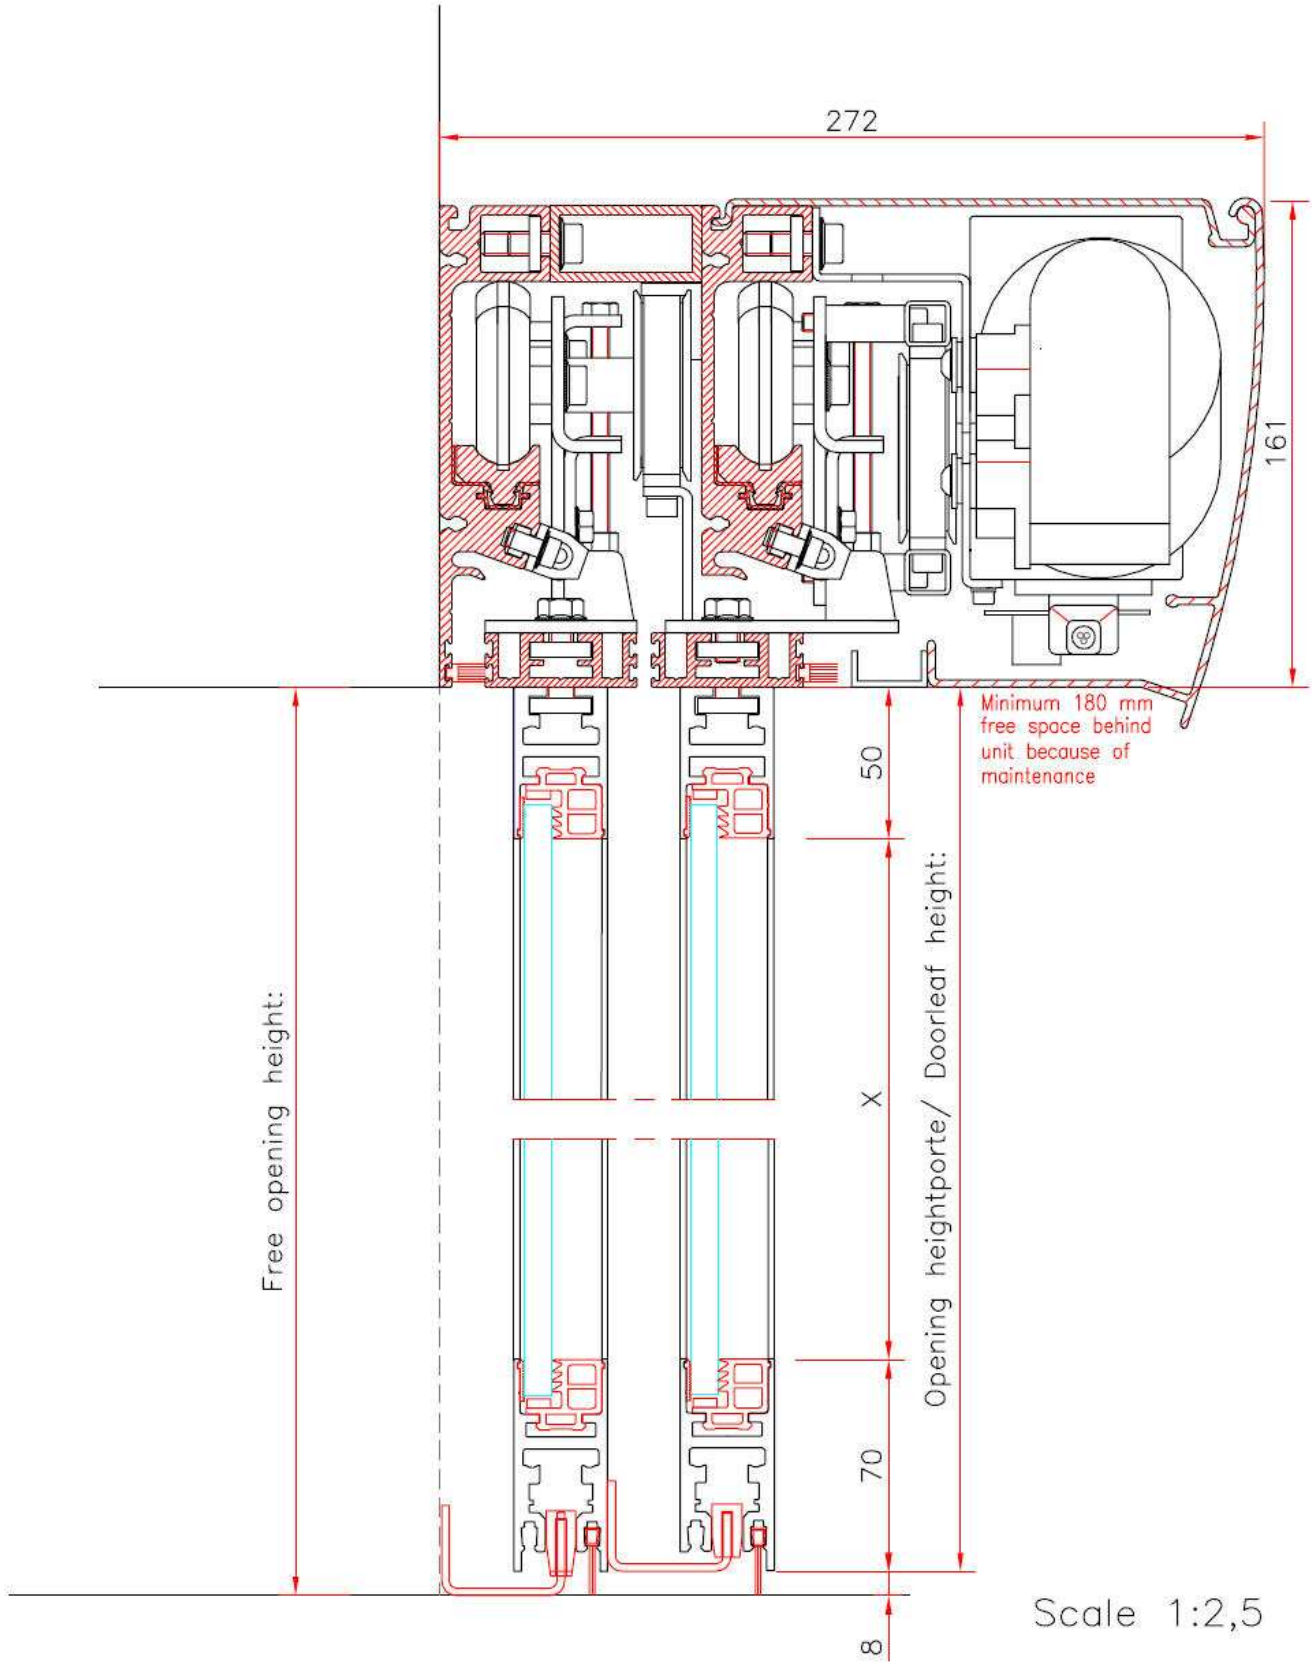 272
161
Minimum 180 mm
free space behind
unit because of
maintenance
50
Free opening height:
X
Opening heightporte/ Doorleaf height:
70
8
Scale 1:2,5